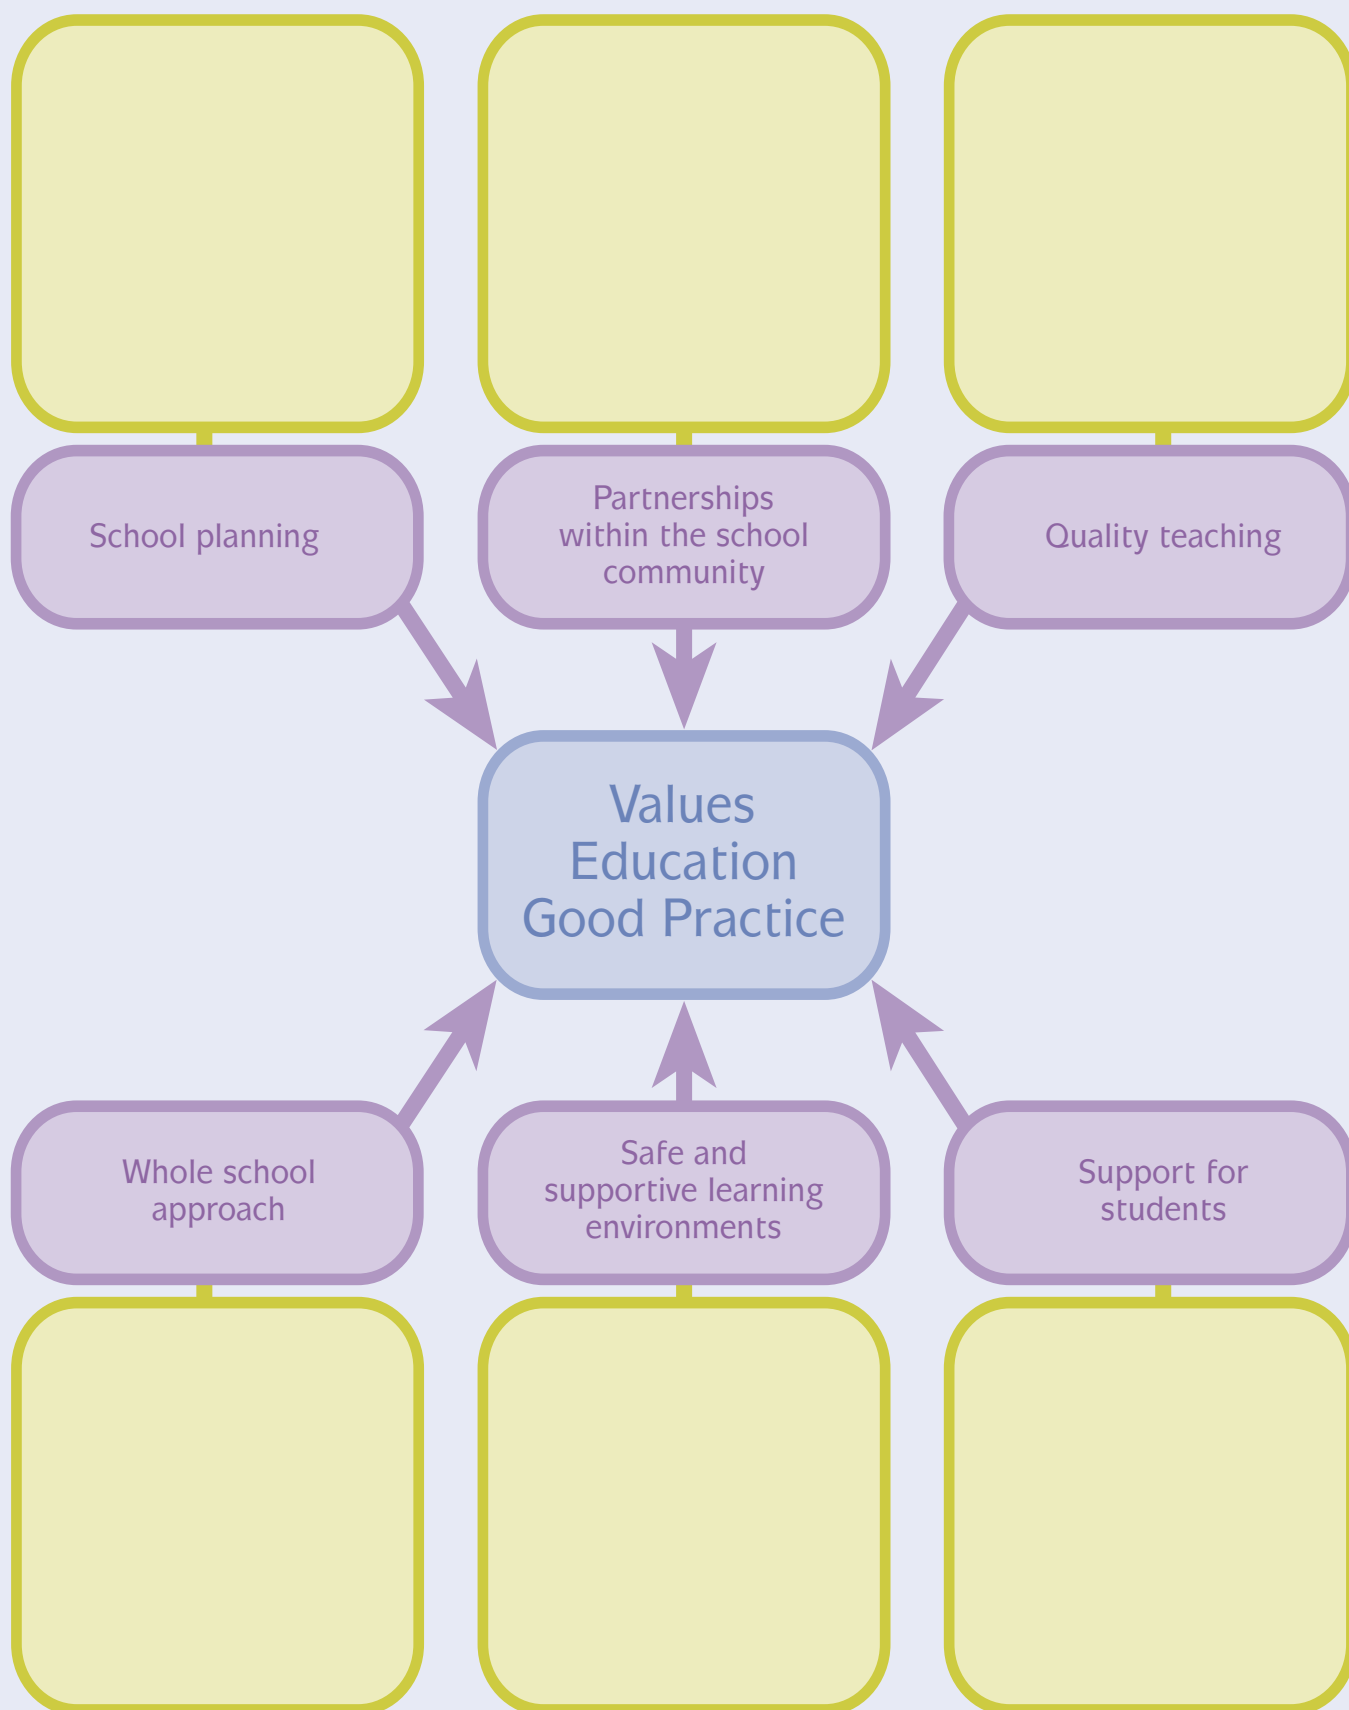 School planning
Partnerships
within the school
community
Quality teaching
Values
Education
Good Practice
Whole school
approach
Safe and
supportive learning
environments
Support for
students